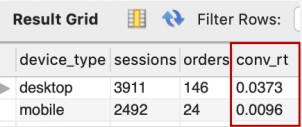 Result Grid Filter Rows:
device_type sessions orders conv_rt
desktop 3911 146 0.0373
mobile 2492 24 0.0096